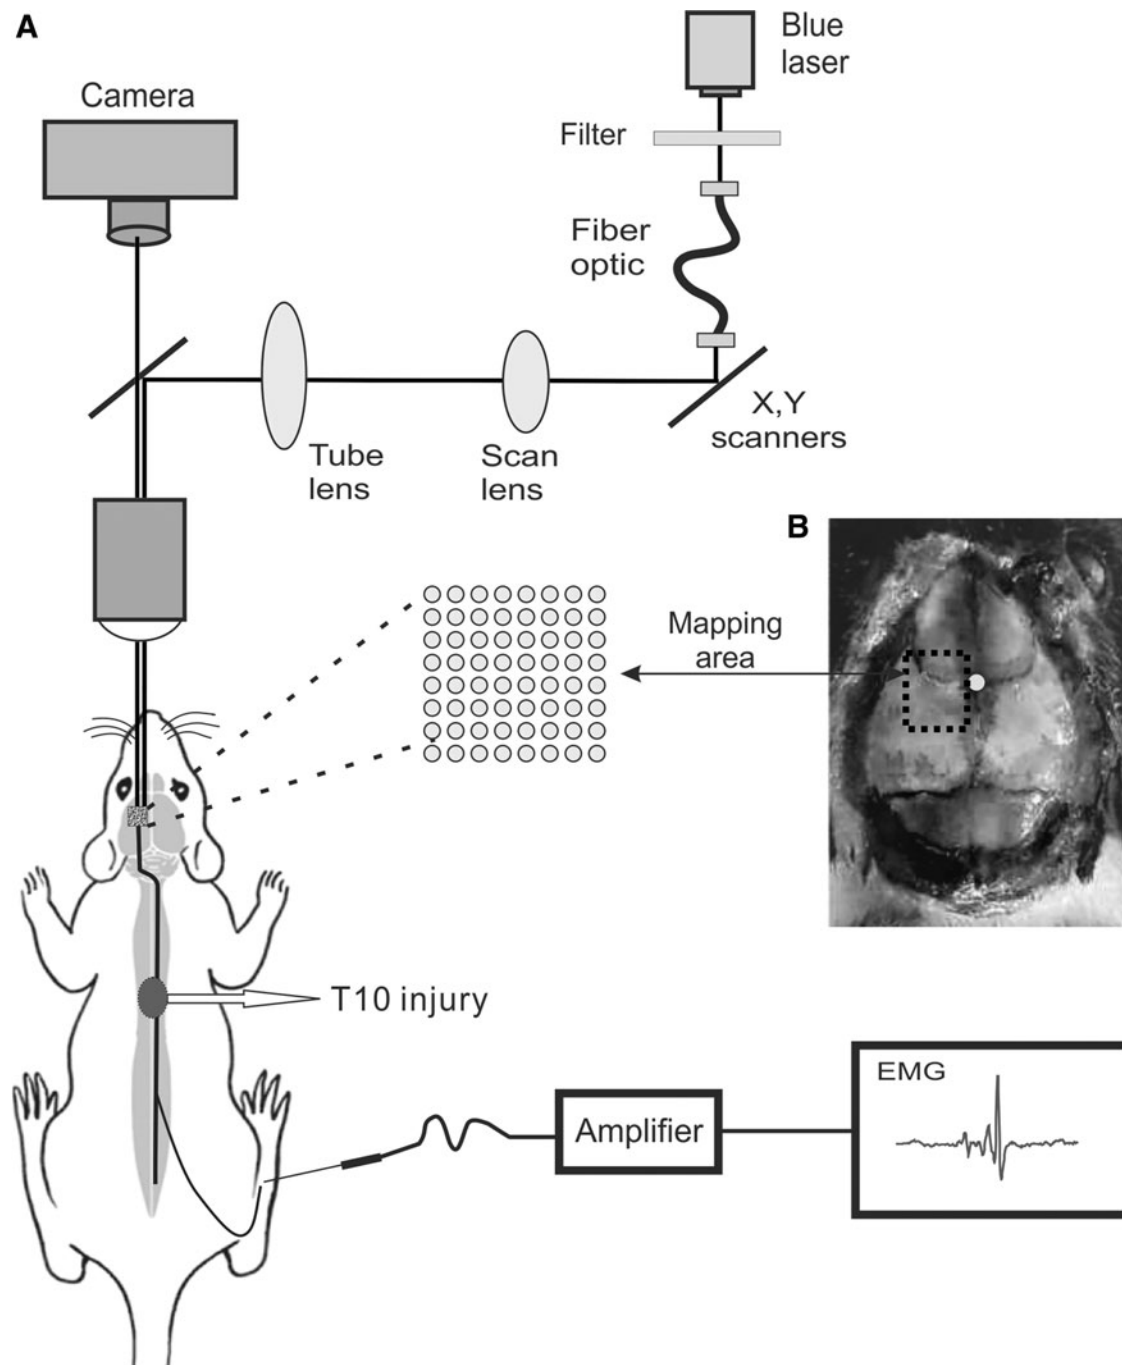 A
Blue
laser
Camera
Filter
Fiber
optic
X,Y
scanners
Tube
lens
Scan
lens
B
Mapping
area
T10 injury
EMG
Amplifier